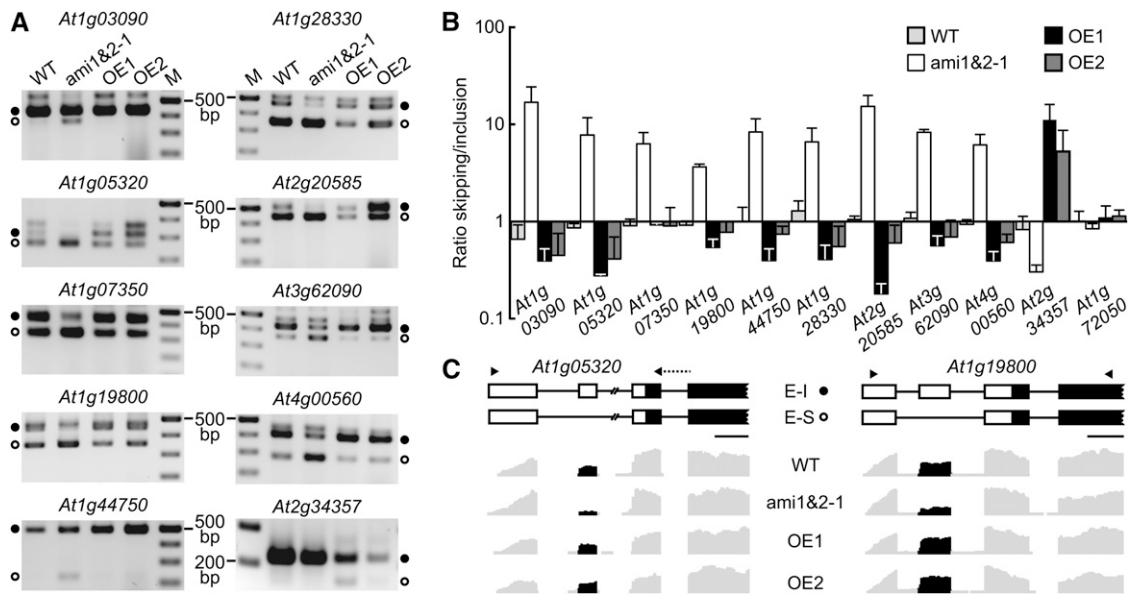 A
At1g03090
At1g28330
WT ami1&2-1 OE1 OE2 M
M WT ami1&2-1 OE1 OE2
500 bp
At1g05320
At2g20585
500 bp
At1g07350
At3g62090
500 bp
At1g19800
At4g00560
500 bp
At1g44750
At2g34357
500 bp
200 bp
B
Ratio skipping/inclusion
100
10
1
0.1
WT
ami1&2-1
OE1
OE2
At1g 03090
At1g 05320
At1g 07350
At1g 19800
At1g 44750
At1g 28330
At2g 20585
At3g 62090
At4g 00560
At2g 34357
At1g 72050
C
At1g05320
At1g19800
E-I
E-S
WT
ami1&2-1
OE1
OE2